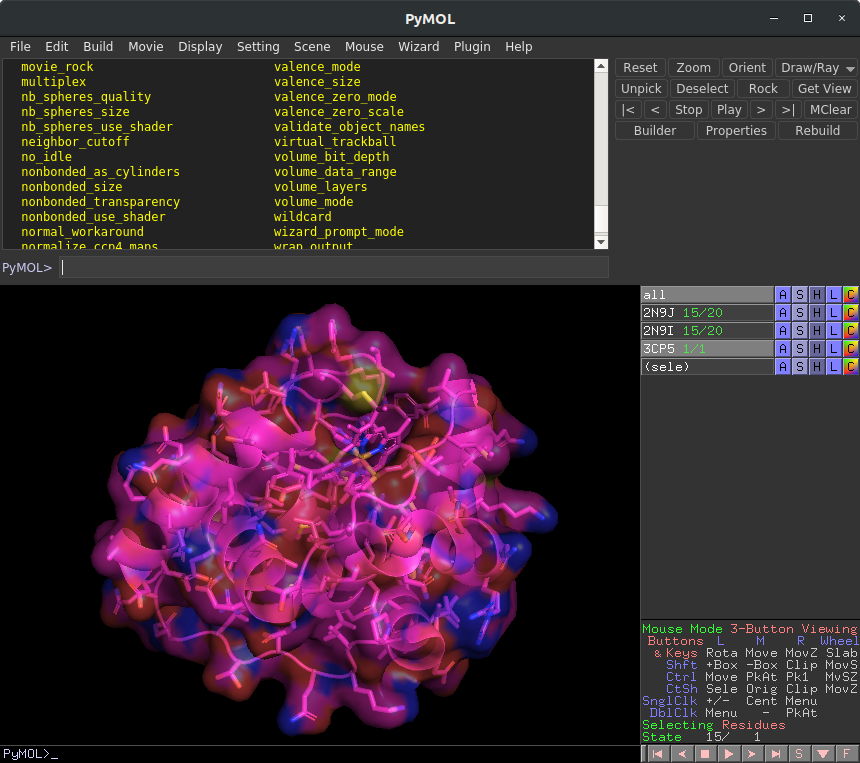 PyMOL
File Edit Build Movie Display Setting Scene Mouse Wizard Plugin Help
movie_rock valence_mode
multiplex valence_size
nb_spheres_quality valence_zero_mode
nb_spheres_size valence_zero_scale
nb_spheres_use_shader validate_object_names
neighbor_cutoff virtual_trackball
no_idle volume_bit_depth
nonbonded_as_cylinders volume_data_range
nonbonded_size volume_layers
nonbonded_transparency volume_mode
nonbonded_use_shader wildcard
normal_workaround wizard_prompt_mode
normalize_ccp4_maps wrap_output
PyMOL>
Reset Zoom Orient Draw/Ray
Unpick Deselect Rock Get View
|< < Stop Play > >| MClear
Builder Properties Rebuild
all A S H L C
2N9J 15/20 A S H L C
2N9I 15/20 A S H L C
3CP5 1/1 A S H L C
(sele) A S H L C
Mouse Mode 3-Button Viewing
Buttons L M R Wheel
& Keys Rota Move MovZ Slab
Shft +Box -Box Clip MovS
Ctrl Move PkAt Pk1 MvSZ
CtSh Sele Orig Clip MovZ
SnglClk +/- Cent Menu
DblClk Menu - PkAt
Selecting Residues
State 15/ 1
PyMOL>_
S F